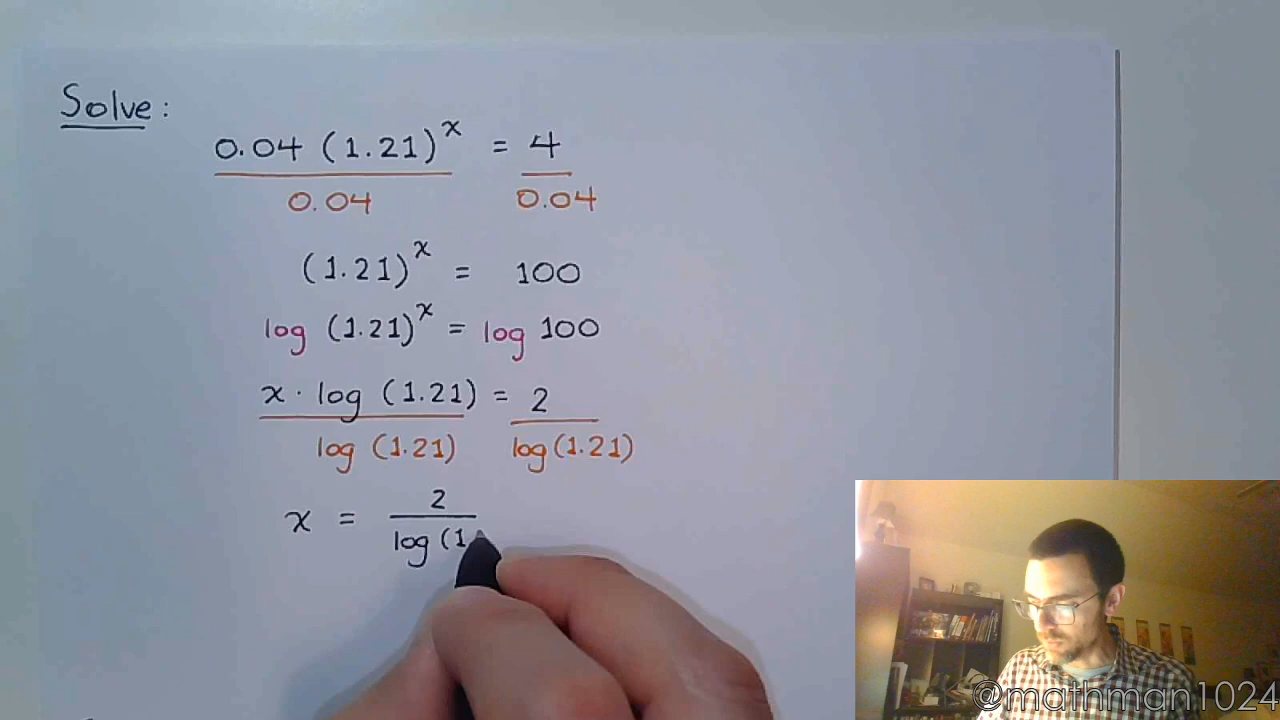 Solve:
0.04 (1.21)^x = 4
0.04 0.04
(1.21)^x = 100
log (1.21)^x = log 100
x · log (1.21) = 2
log (1.21) log (1.21)
x = 2
log (1
@mathman1024